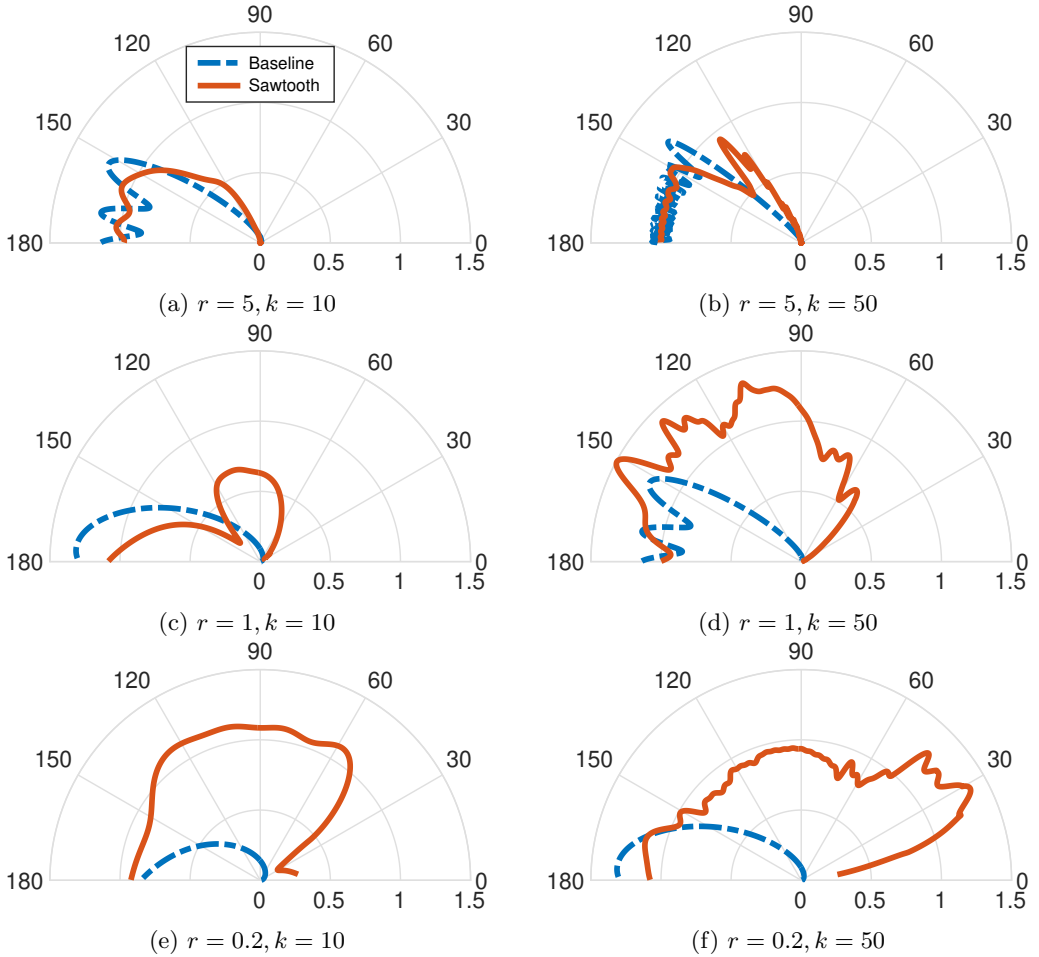 90 90
120 60 120 60
Baseline
Sawtooth
150 30 150 30
180 0 180 0
0 0.5 1 1.5 0 0.5 1 1.5
(a) r = 5, k = 10 (b) r = 5, k = 50
90 90
120 60 120 60
150 30 150 30
180 0 180 0
0 0.5 1 1.5 0 0.5 1 1.5
(c) r = 1, k = 10 (d) r = 1, k = 50
90 90
120 60 120 60
150 30 150 30
180 0 180 0
0 0.5 1 1.5 0 0.5 1 1.5
(e) r = 0.2, k = 10 (f) r = 0.2, k = 50